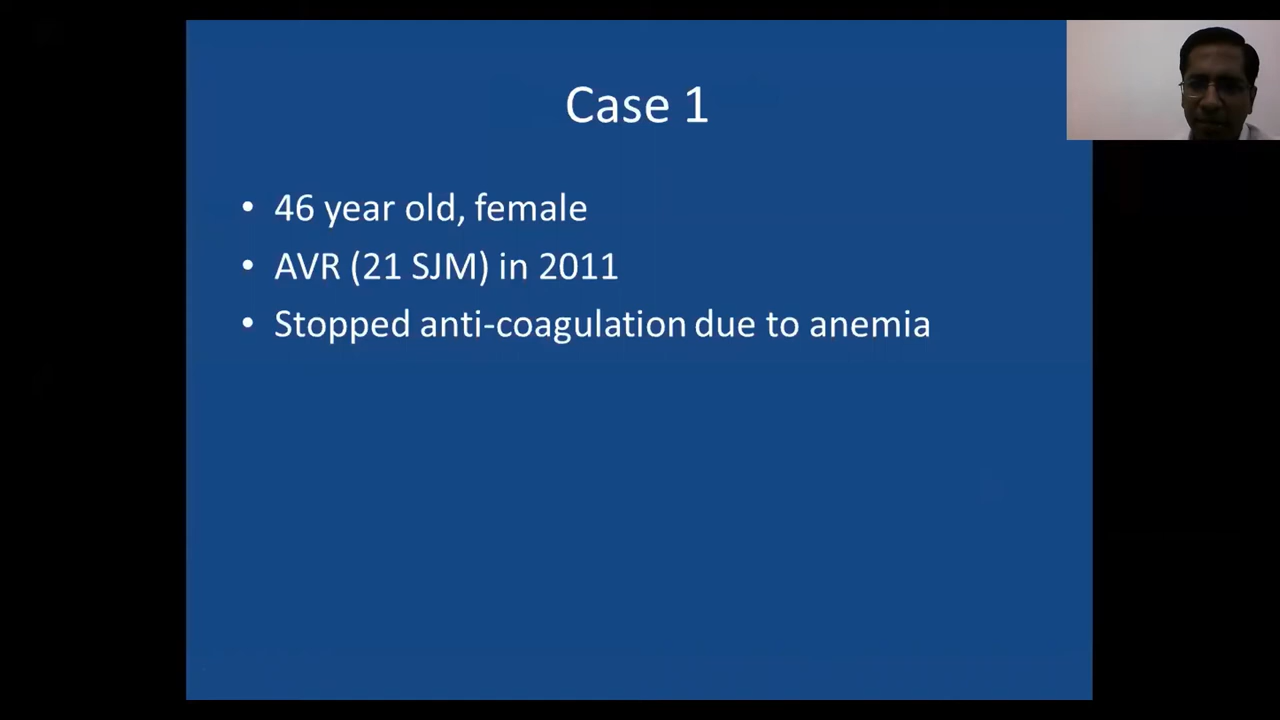 Case 1
• 46 year old, female
• AVR (21 SJM) in 2011
• Stopped anti-coagulation due to anemia